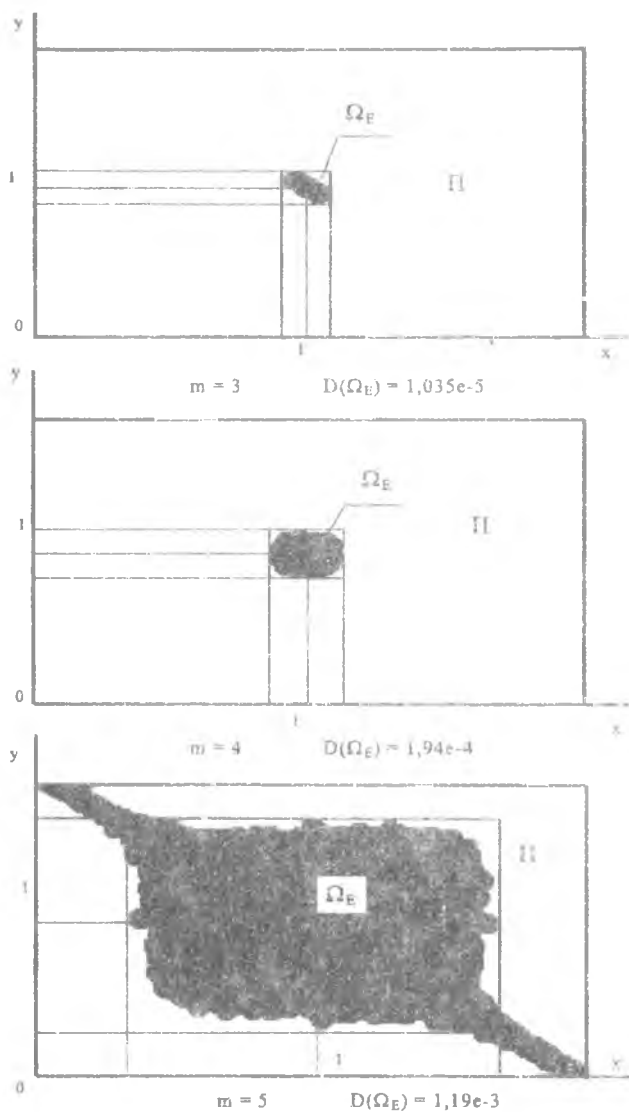 y
Ω_E
1
Π
0
1
x
m = 3 D(Ω_E) = 1,035e-5
y
Ω_E
1
Π
0
1
x
m = 4 D(Ω_E) = 1,94e-4
y
Π
1
Ω_E
1
x
0
m = 5 D(Ω_E) = 1,19e-3